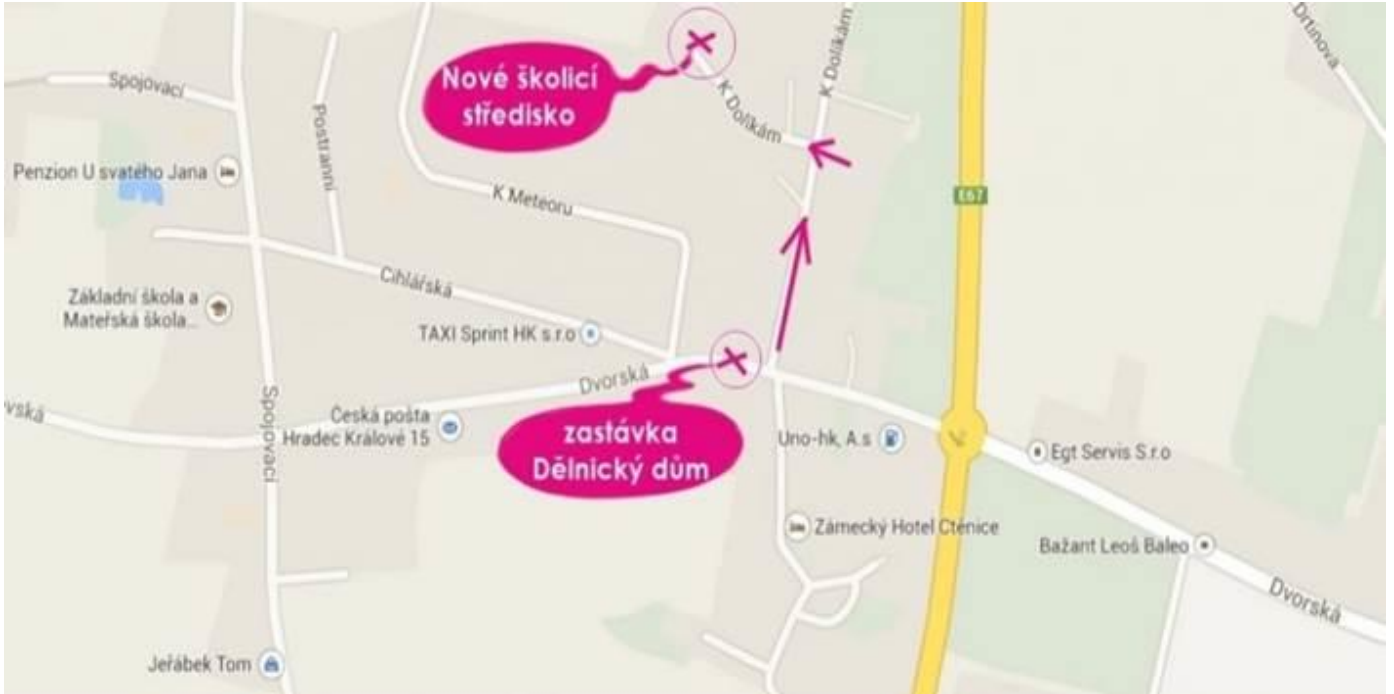 Drtinova
K Dolíkám
Nové školicí
středisko
K Dolíkám
Spojovací
Postranní
Penzion U svatého Jana
K Meteoru
E67
Cihlářská
Základní škola a
Mateřská škola...
TAXI Sprint HK s.r.o
Dvorská
vská
Česká pošta
Hradec Králové 15
zastávka
Dělnický dům
Spojovací
Uno-hk, A.s
Egt Servis S.r.o
Zámecký Hotel Ctěnice
Bažant Leoš Baleo
Dvorská
Jeřábek Tom